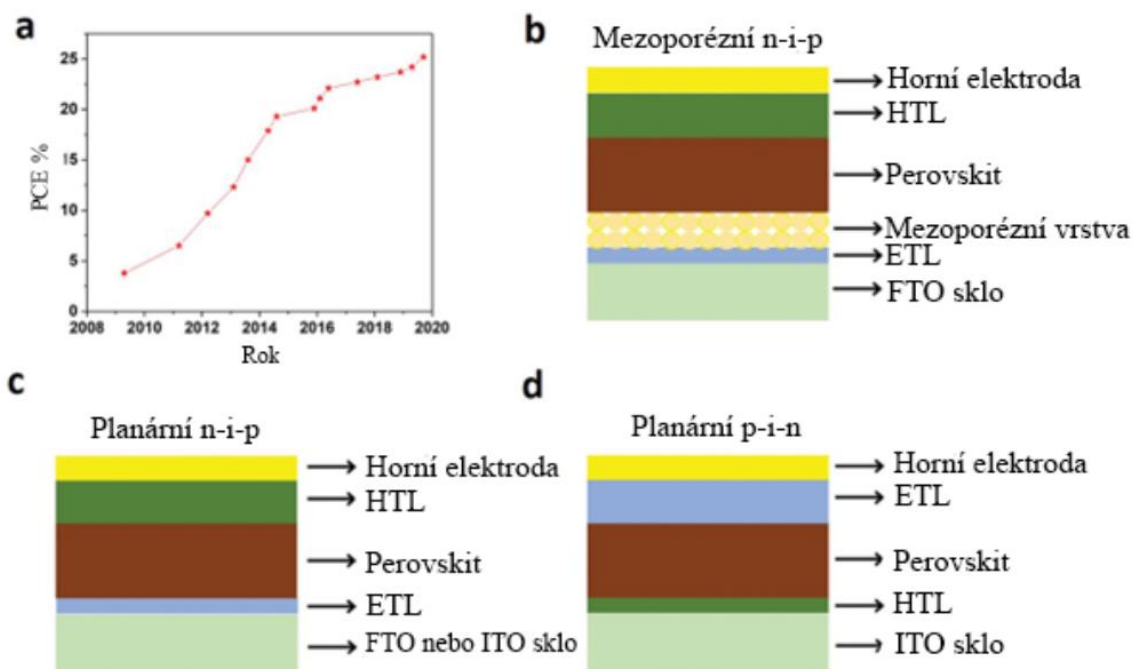 a
25
20
15
10
5
0
PCE %
2008 2010 2012 2014 2016 2018 2020
Rok
b
Mezoporézní n-i-p
Horní elektroda
HTL
Perovskit
Mezoporézní vrstva
ETL
FTO sklo
c
Planární n-i-p
Horní elektroda
HTL
Perovskit
ETL
FTO nebo ITO sklo
d
Planární p-i-n
Horní elektroda
ETL
Perovskit
HTL
ITO sklo